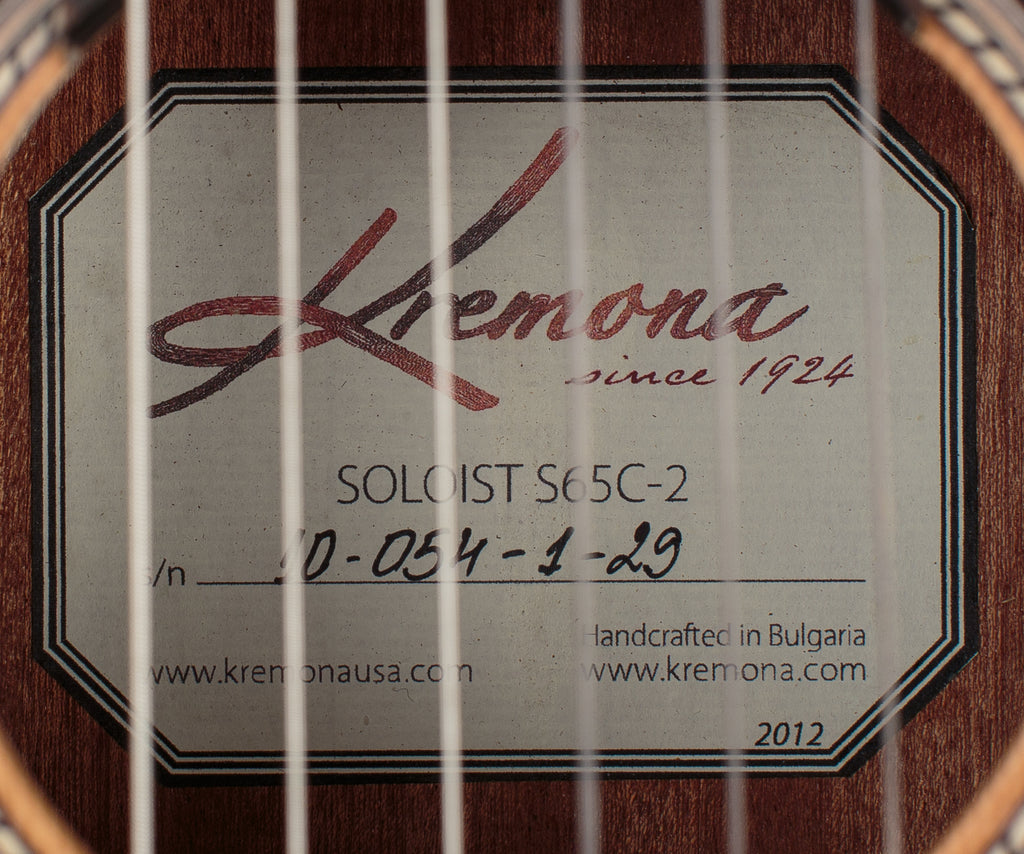 Kremona
since 1924
SOLOIST S65C-2
s/n 10-054-1-29
Handcrafted in Bulgaria
www.kremonausa.com www.kremona.com
2012